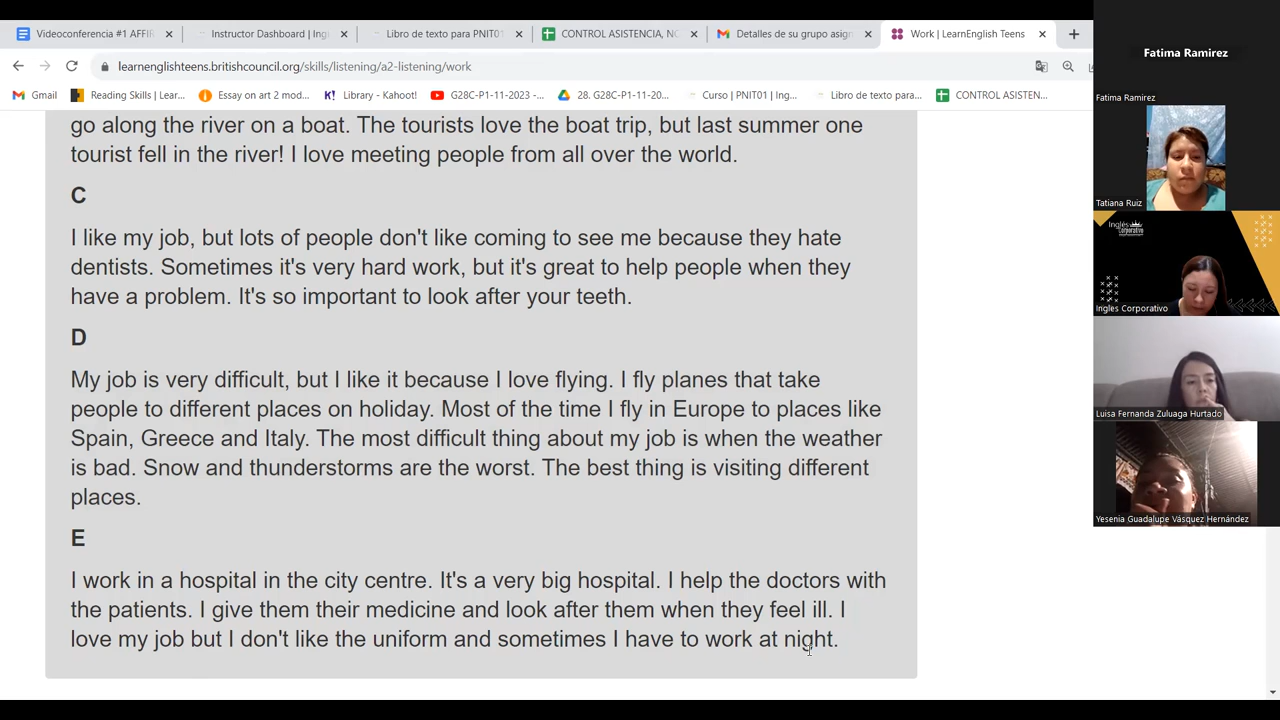 Videoconferencia #1 AFFIR
Instructor Dashboard | Ingl
Libro de texto para PNIT01
CONTROL ASISTENCIA, NO
Detalles de su grupo asign
Work | LearnEnglish Teens
learnenglishteens.britishcouncil.org/skills/listening/a2-listening/work
Gmail
Reading Skills | Lear...
Essay on art 2 mod...
Library - Kahoot!
G28C-P1-11-2023 -...
28. G28C-P1-11-20...
Curso | PNIT01 | Ing...
Libro de texto para...
CONTROL ASISTEN...
go along the river on a boat. The tourists love the boat trip, but last summer one
tourist fell in the river! I love meeting people from all over the world.
C
I like my job, but lots of people don't like coming to see me because they hate
dentists. Sometimes it's very hard work, but it's great to help people when they
have a problem. It's so important to look after your teeth.
D
My job is very difficult, but I like it because I love flying. I fly planes that take
people to different places on holiday. Most of the time I fly in Europe to places like
Spain, Greece and Italy. The most difficult thing about my job is when the weather
is bad. Snow and thunderstorms are the worst. The best thing is visiting different
places.
E
I work in a hospital in the city centre. It's a very big hospital. I help the doctors with
the patients. I give them their medicine and look after them when they feel ill. I
love my job but I don't like the uniform and sometimes I have to work at night.
Fatima Ramirez
Fatima Ramirez
Tatiana Ruiz
Inglés
Corporativo
Ingles Corporativo
Luisa Fernanda Zuluaga Hurtado
Yesenia Guadalupe Vásquez Hernández